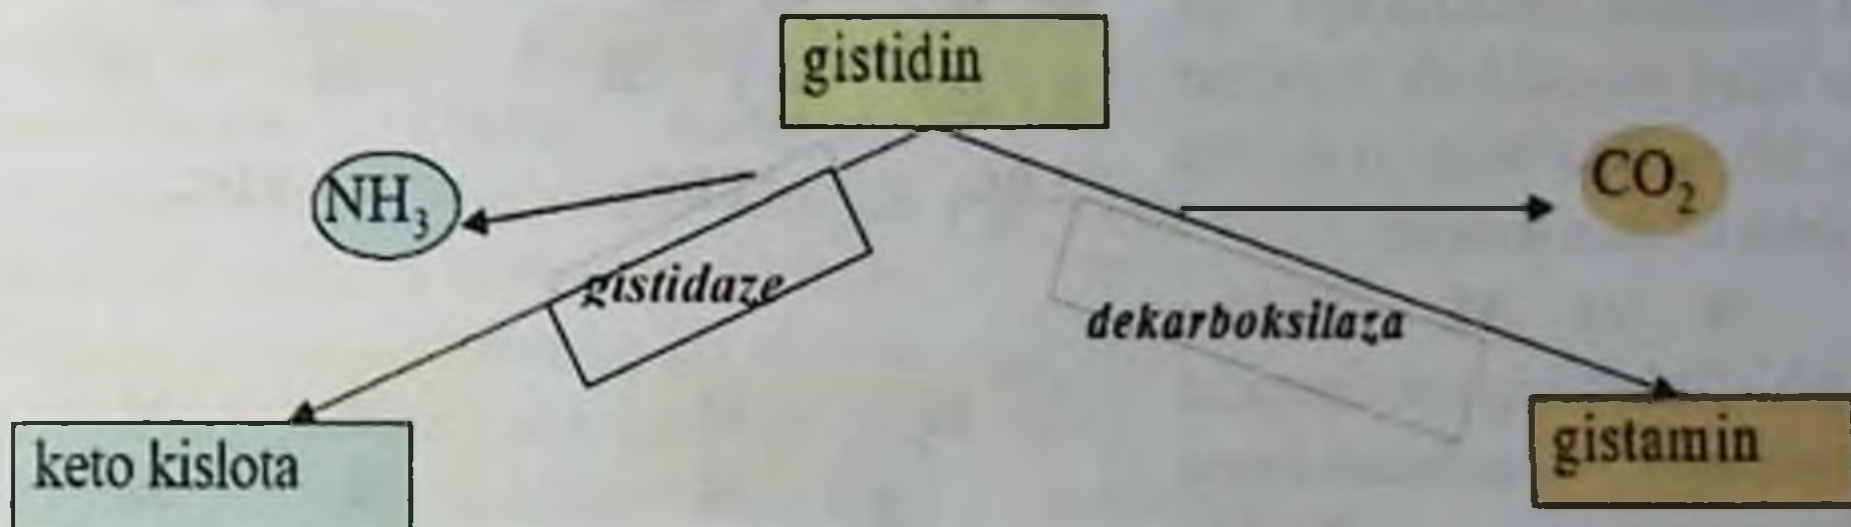 gistidin
NH₃
CO₂
gistidaze
dekarboksilaza
keto kislota
gistamin